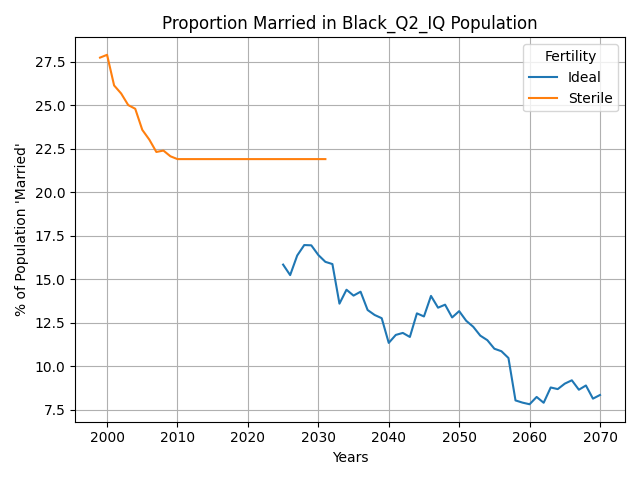 Proportion Married in Black_Q2_IQ Population
% of Population 'Married'
27.5
25.0
22.5
20.0
17.5
15.0
12.5
10.0
7.5
Fertility
Ideal
Sterile
2000 2010 2020 2030 2040 2050 2060 2070
Years